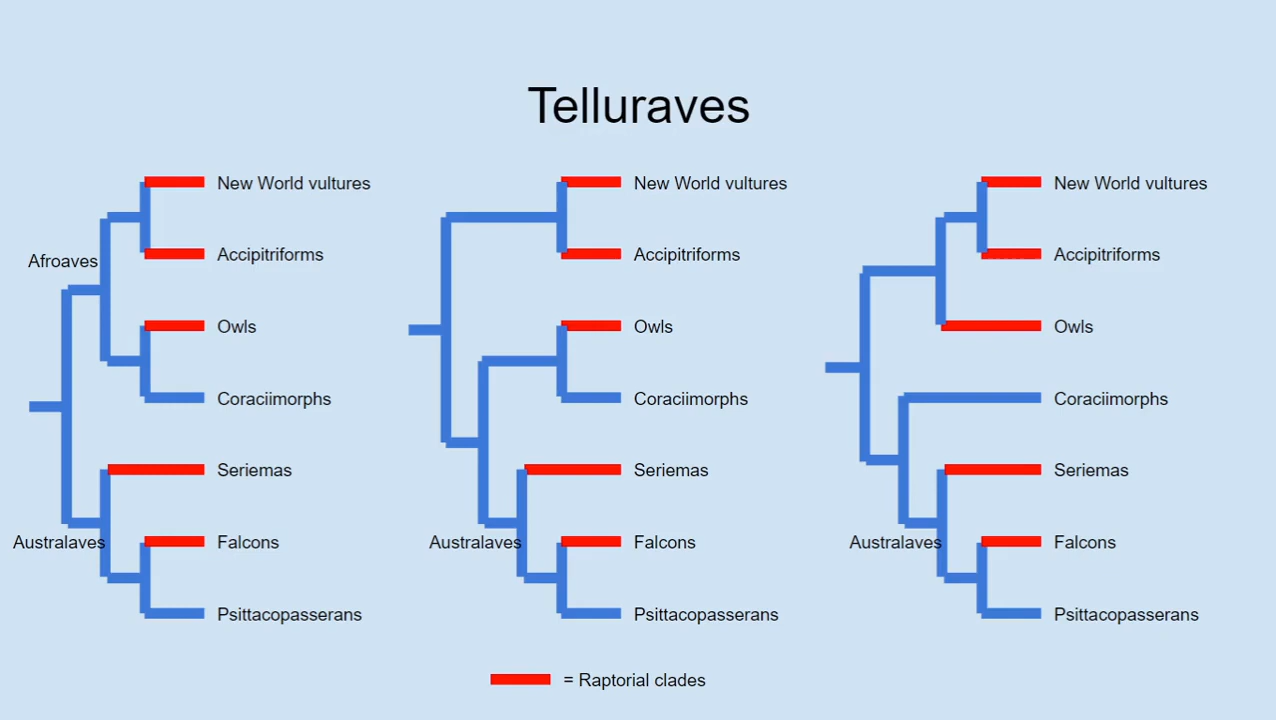 Telluraves
New World vultures
Accipitriforms
Afroaves
Owls
Coraciimorphs
Seriemas
Australaves
Falcons
Psittacopasserans
New World vultures
Accipitriforms
Owls
Coraciimorphs
Seriemas
Australaves
Falcons
Psittacopasserans
New World vultures
Accipitriforms
Owls
Coraciimorphs
Seriemas
Australaves
Falcons
Psittacopasserans
= Raptorial clades